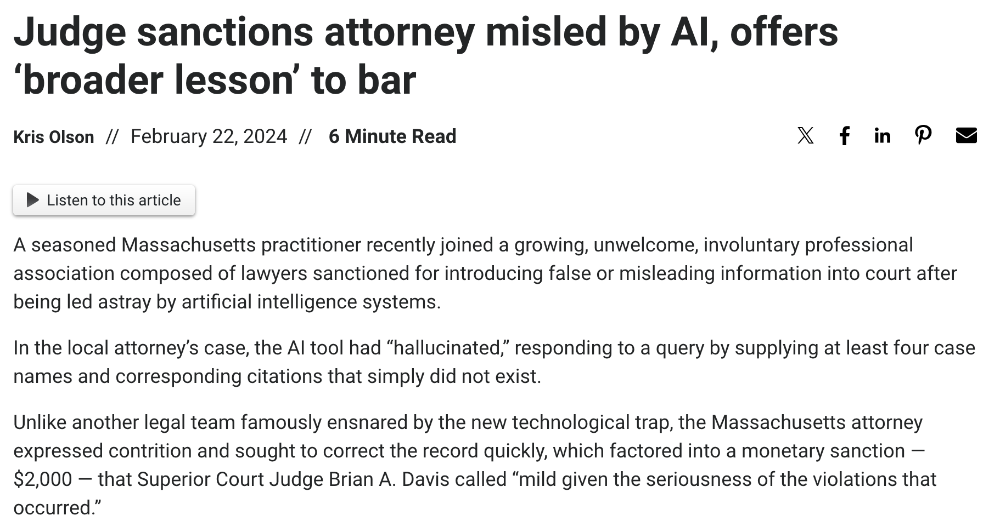 Judge sanctions attorney misled by AI, offers
‘broader lesson’ to bar
Kris Olson // February 22, 2024 // 6 Minute Read
Listen to this article
A seasoned Massachusetts practitioner recently joined a growing, unwelcome, involuntary professional
association composed of lawyers sanctioned for introducing false or misleading information into court after
being led astray by artificial intelligence systems.
In the local attorney’s case, the AI tool had “hallucinated,” responding to a query by supplying at least four case
names and corresponding citations that simply did not exist.
Unlike another legal team famously ensnared by the new technological trap, the Massachusetts attorney
expressed contrition and sought to correct the record quickly, which factored into a monetary sanction —
$2,000 — that Superior Court Judge Brian A. Davis called “mild given the seriousness of the violations that
occurred.”